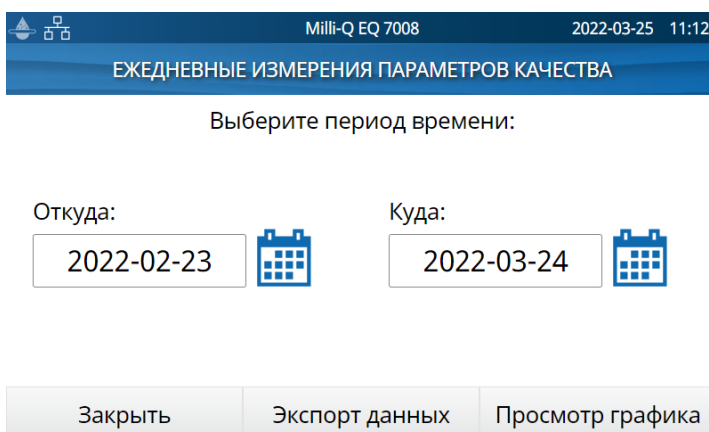 Milli-Q EQ 7008 2022-03-25 11:12
ЕЖЕДНЕВНЫЕ ИЗМЕРЕНИЯ ПАРАМЕТРОВ КАЧЕСТВА
Выберите период времени:
Откуда: Куда:
2022-02-23 2022-03-24
Закрыть Экспорт данных Просмотр графика